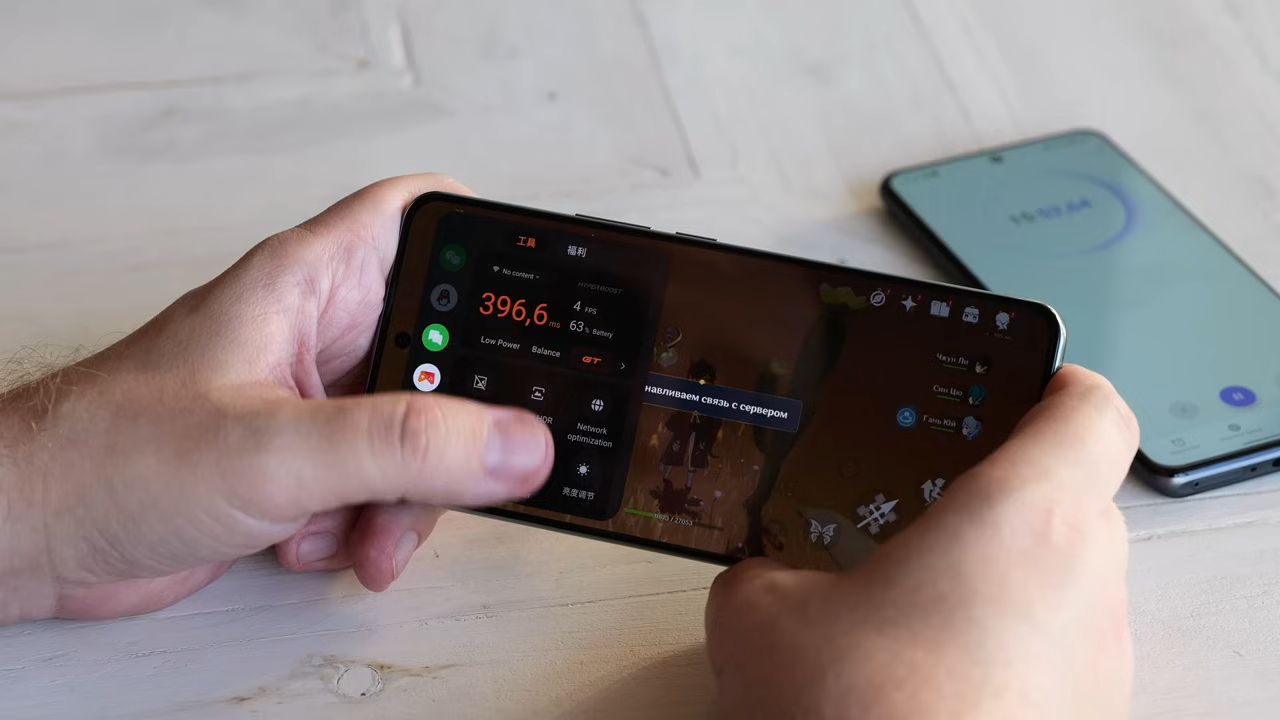 工具 福利
No content
HYPERBOOST
396,6 ms
4 FPS
63% Battery
Low Power Balance GT
HDR
Network
optimization
亮度调节
навливаем связь с сервером
Чжун Ли
Син Цю
Гань Юй
/ 27053